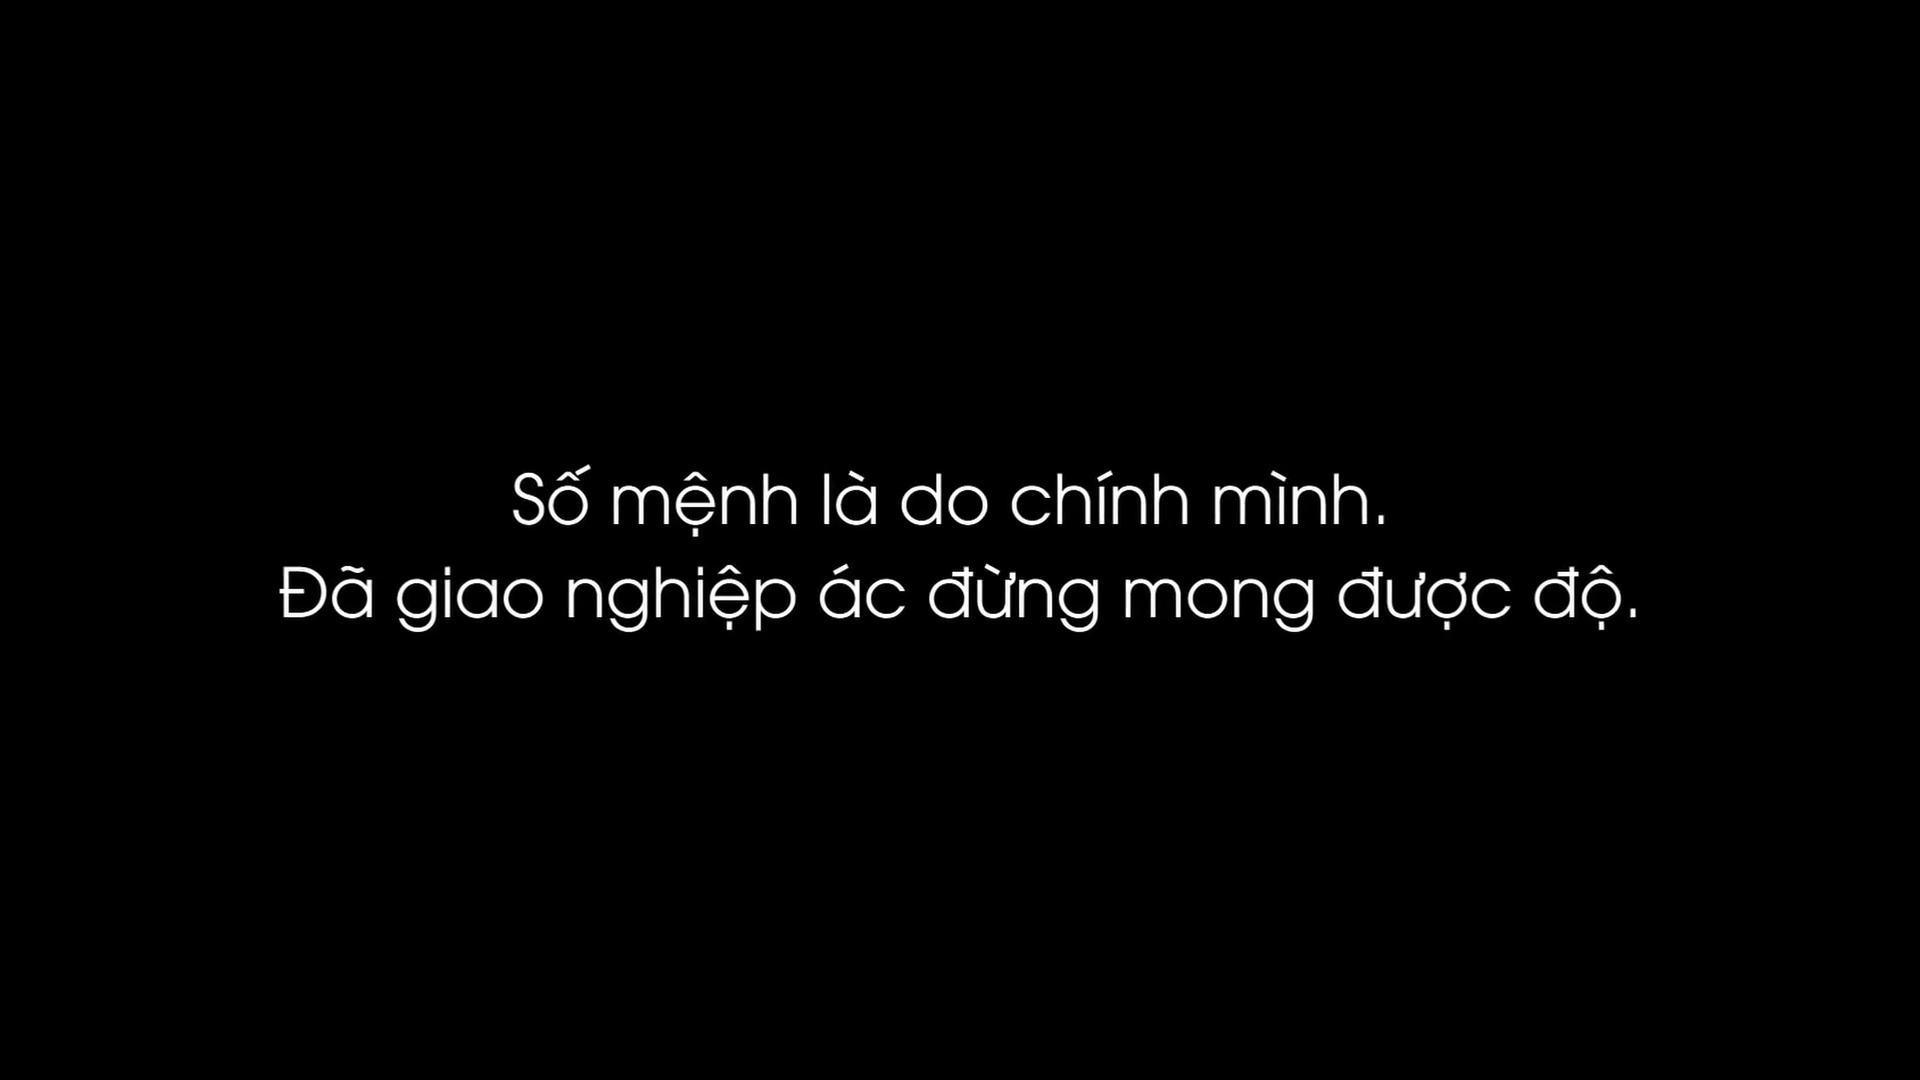 Số mệnh là do chính mình.
Đã giao nghiệp ác đừng mong được độ.